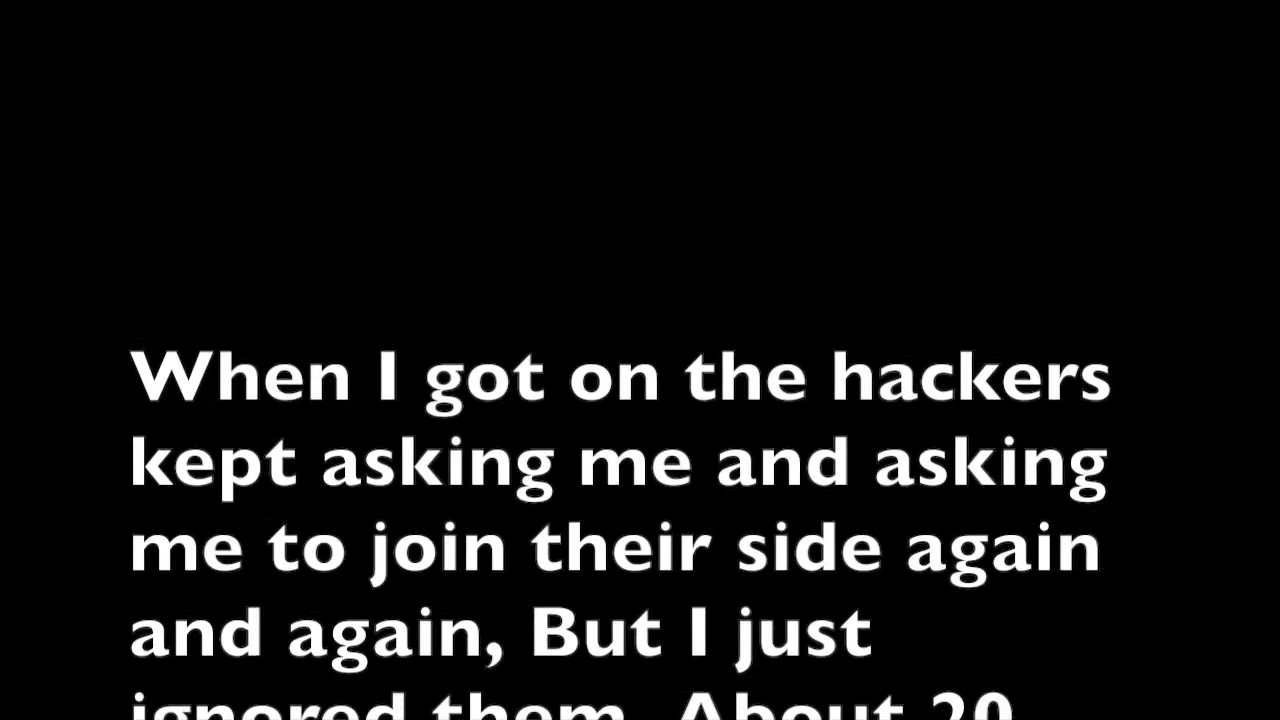 When I got on the hackers
kept asking me and asking
me to join their side again
and again, But I just
ignored them. About 20